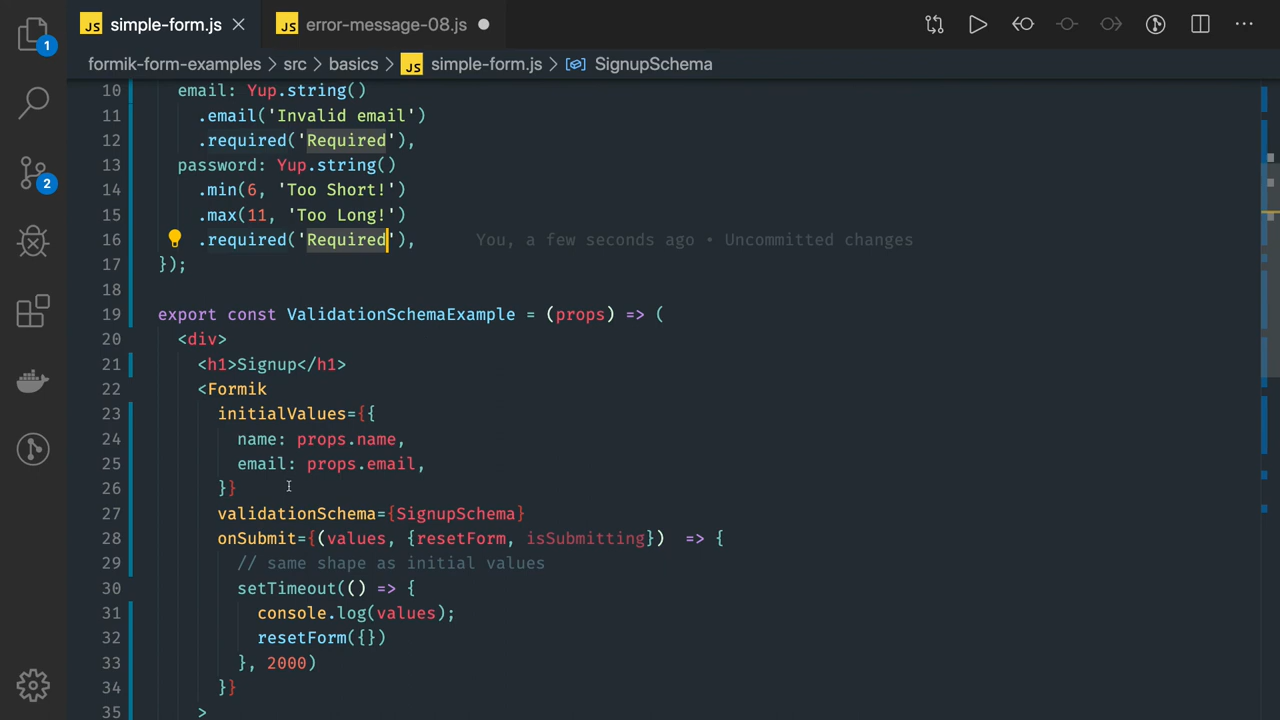 1
2
JS simple-form.js
JS error-message-08.js
formik-form-examples > src > basics > JS simple-form.js > SignupSchema
10 email: Yup.string()
11 .email('Invalid email')
12 .required('Required'),
13 password: Yup.string()
14 .min(6, 'Too Short!')
15 .max(11, 'Too Long!')
16 .required('Required'), You, a few seconds ago • Uncommitted changes
17 });
18
19 export const ValidationSchemaExample = (props) => (
20 <div>
21 <h1>Signup</h1>
22 <Formik
23 initialValues={{
24 name: props.name,
25 email: props.email,
26 }}
27 validationSchema={SignupSchema}
28 onSubmit={(values, {resetForm, isSubmitting}) => {
29 // same shape as initial values
30 setTimeout(() => {
31 console.log(values);
32 resetForm({})
33 }, 2000)
34 }}
35 >